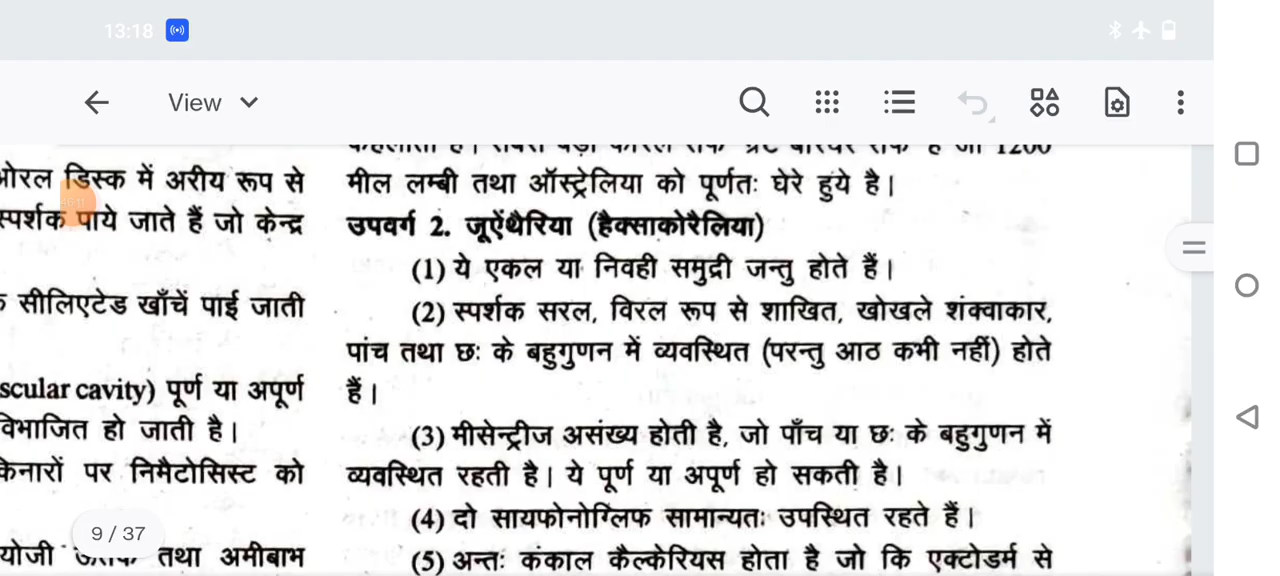 13:18
View
ओरल डिस्क में अरीय रूप से
स्पर्शक पाये जाते हैं जो केन्द्र
सीलिएटेड खाँचें पाई जाती
scular cavity) पूर्ण या अपूर्ण
विभाजित हो जाती है।
किनारों पर निमैटोसिस्ट को
योजी ऊतक तथा अमीबाभ
1200
मील लम्बी तथा ऑस्ट्रेलिया को पूर्णतः घेरे हुये है।
उपवर्ग 2. जूऐंथैरिया (हैक्साकोरैलिया)
(1) ये एकल या निवही समुद्री जन्तु होते हैं।
(2) स्पर्शक सरल, विरल रूप से शाखित, खोखले शंक्वाकार,
पांच तथा छः के बहुगुणन में व्यवस्थित (परन्तु आठ कभी नहीं) होते
हैं।
(3) मीसेन्ट्रीज असंख्य होती है, जो पाँच या छः के बहुगुणन में
व्यवस्थित रहती है। ये पूर्ण या अपूर्ण हो सकती है।
(4) दो सायफोनोग्लिफ सामान्यतः उपस्थित रहते हैं।
(5) अन्तः कंकाल कैल्केरियस होता है जो कि एक्टोडर्म से
9 / 37